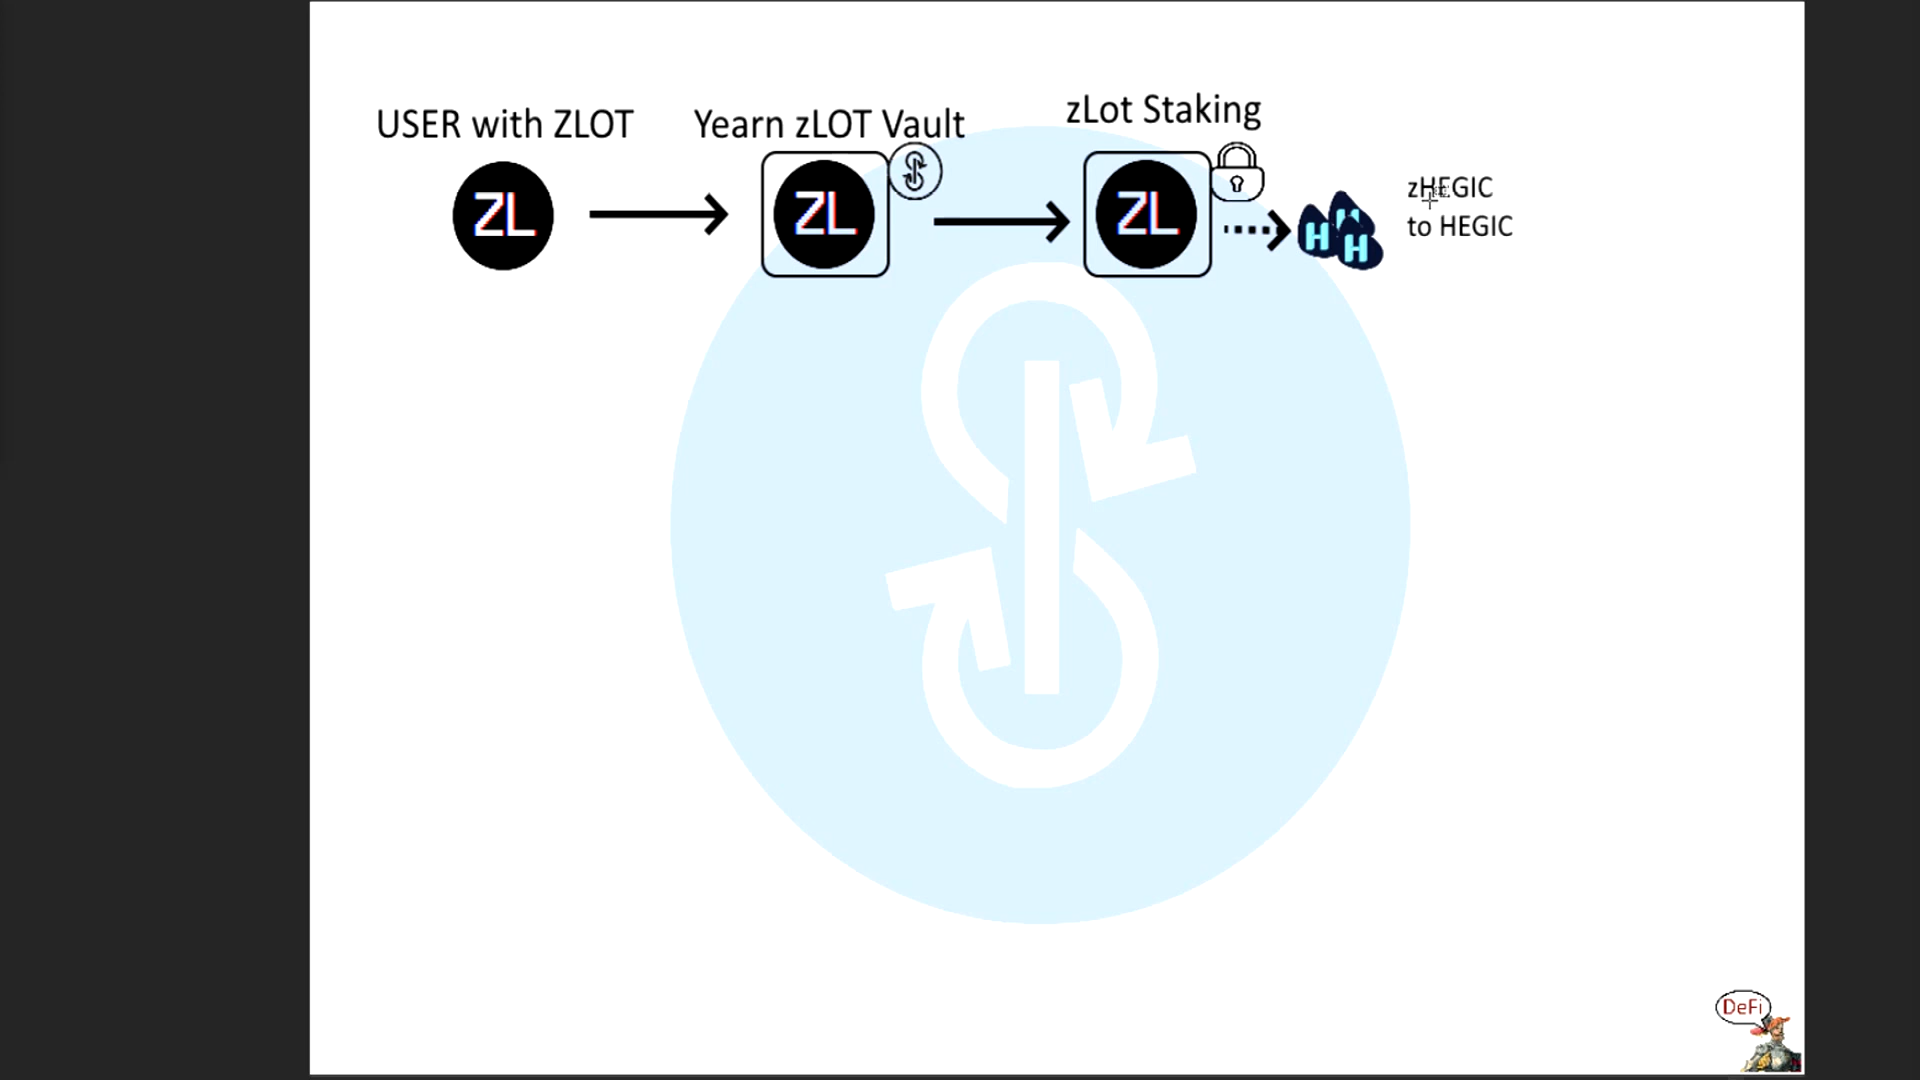 USER with ZLOT
Yearn zLOT Vault
zLot Staking
ZL
ZL
ZL
H
H
H
zHEGIC
to HEGIC
DeFi